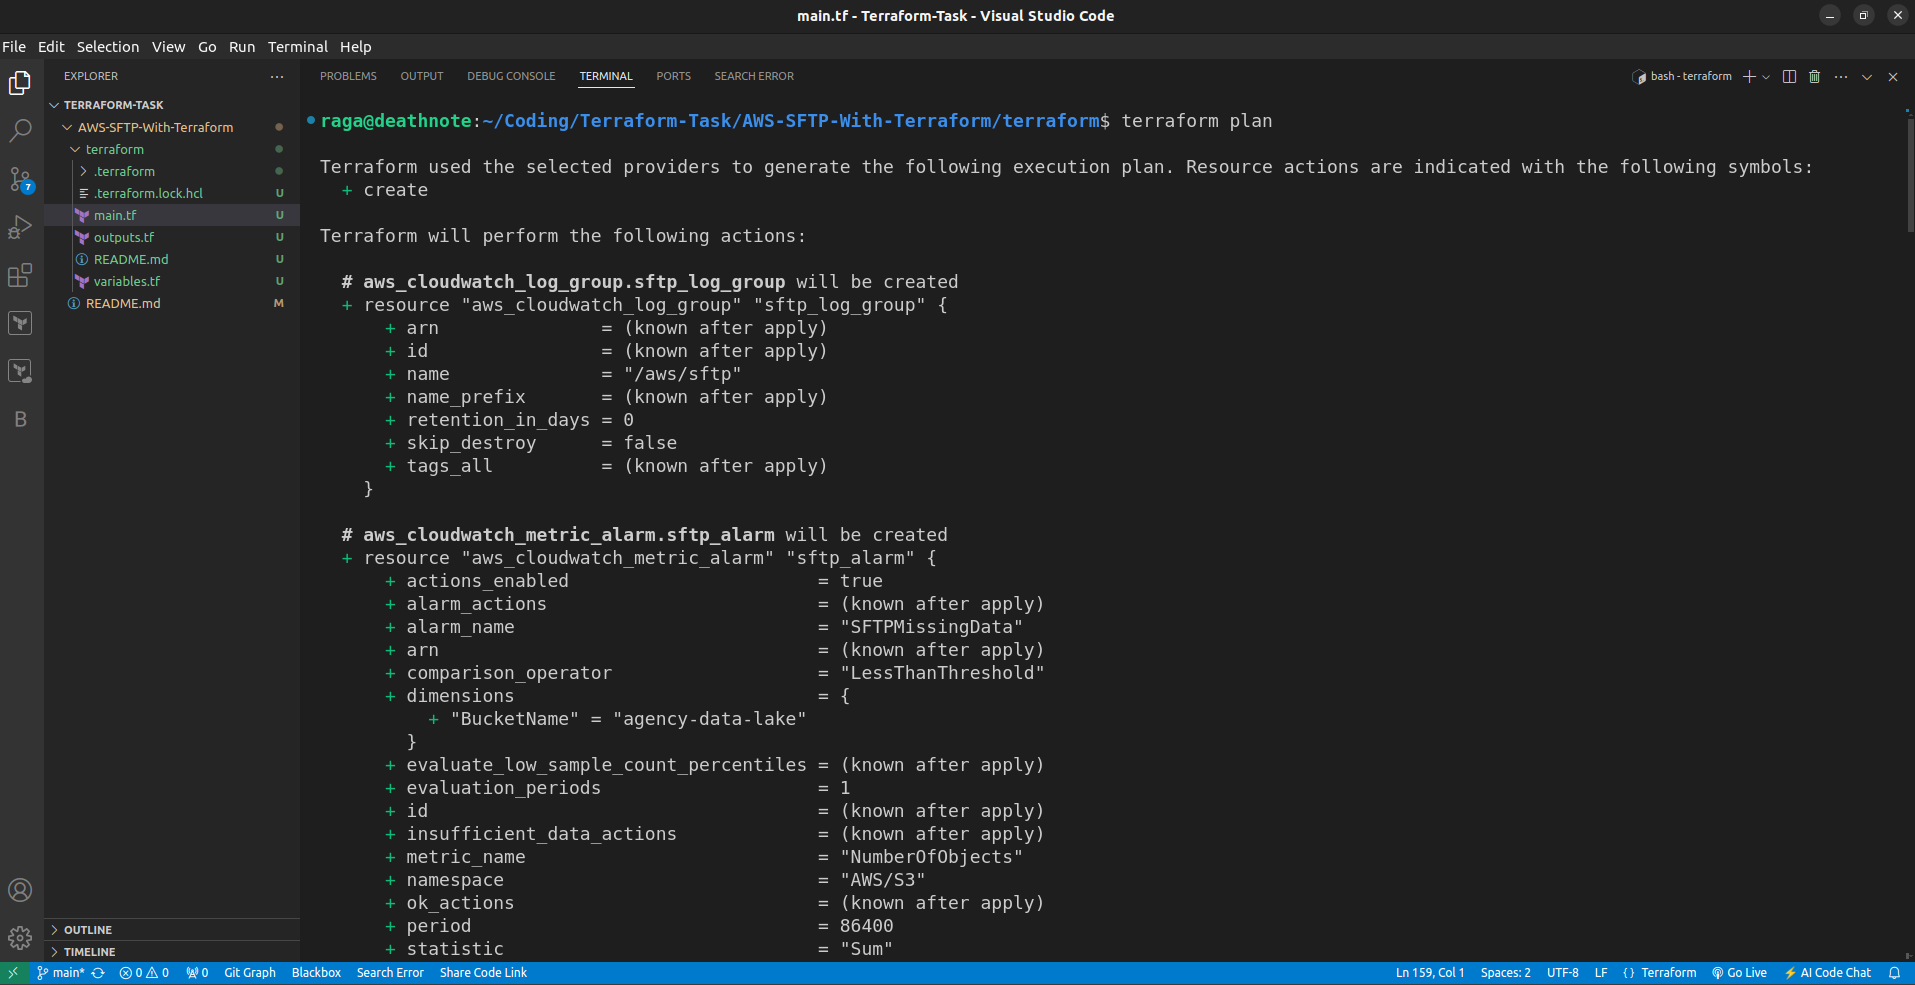 main.tf - Terraform-Task - Visual Studio Code
File Edit Selection View Go Run Terminal Help
EXPLORER
TERRAFORM-TASK
AWS-SFTP-With-Terraform
terraform
.terraform
.terraform.lock.hcl U
main.tf U
outputs.tf U
README.md U
variables.tf U
README.md M
OUTLINE
TIMELINE
7
B
PROBLEMS OUTPUT DEBUG CONSOLE TERMINAL PORTS SEARCH ERROR
bash - terraform
raga@deathnote:~/Coding/Terraform-Task/AWS-SFTP-With-Terraform/terraform$ terraform plan
Terraform used the selected providers to generate the following execution plan. Resource actions are indicated with the following symbols:
+ create
Terraform will perform the following actions:
# aws_cloudwatch_log_group.sftp_log_group will be created
+ resource "aws_cloudwatch_log_group" "sftp_log_group" {
+ arn = (known after apply)
+ id = (known after apply)
+ name = "/aws/sftp"
+ name_prefix = (known after apply)
+ retention_in_days = 0
+ skip_destroy = false
+ tags_all = (known after apply)
}
# aws_cloudwatch_metric_alarm.sftp_alarm will be created
+ resource "aws_cloudwatch_metric_alarm" "sftp_alarm" {
+ actions_enabled = true
+ alarm_actions = (known after apply)
+ alarm_name = "SFTPMissingData"
+ arn = (known after apply)
+ comparison_operator = "LessThanThreshold"
+ dimensions = {
+ "BucketName" = "agency-data-lake"
}
+ evaluate_low_sample_count_percentiles = (known after apply)
+ evaluation_periods = 1
+ id = (known after apply)
+ insufficient_data_actions = (known after apply)
+ metric_name = "NumberOfObjects"
+ namespace = "AWS/S3"
+ ok_actions = (known after apply)
+ period = 86400
+ statistic = "Sum"
main* 0 0 0 Git Graph Blackbox Search Error Share Code Link Ln 159, Col 1 Spaces: 2 UTF-8 LF {} Terraform Go Live AI Code Chat